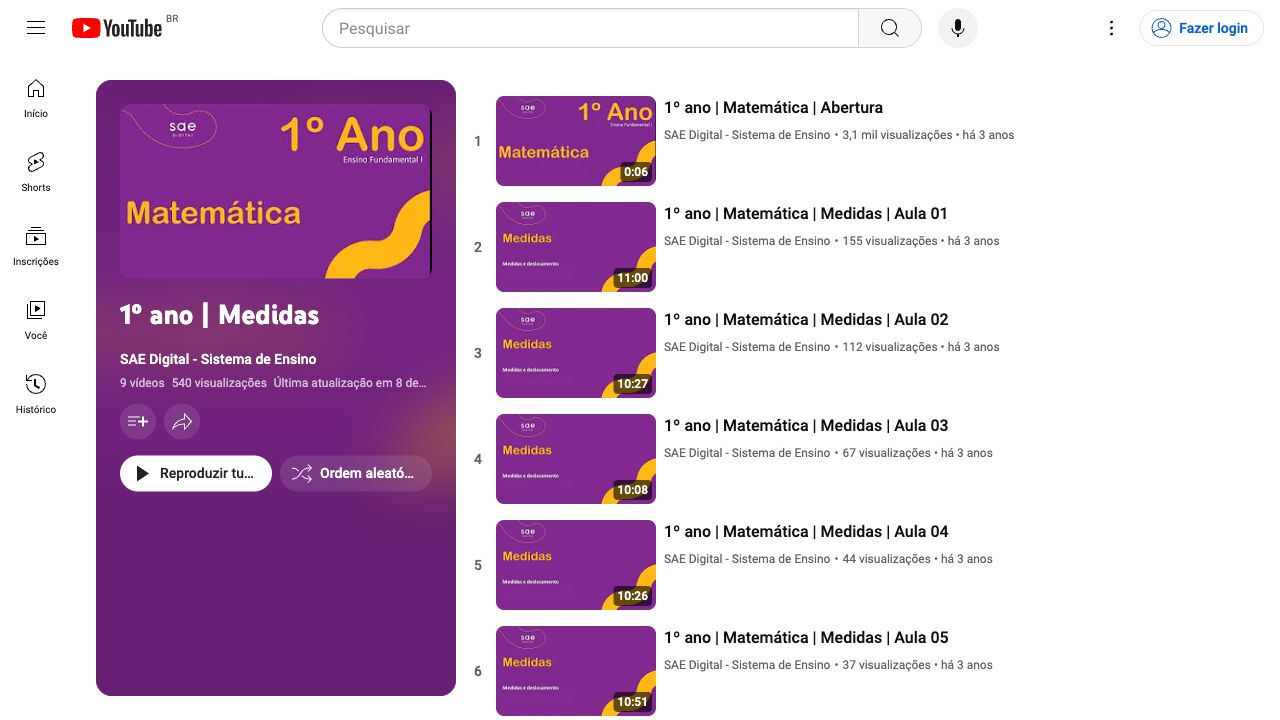 YouTube BR
Pesquisar
Fazer login
Início
Shorts
Inscrições
Você
Histórico
sae
DIGITAL
1º Ano
Ensino Fundamental I
Matemática
1º ano | Medidas
SAE Digital - Sistema de Ensino
9 vídeos 540 visualizações Última atualização em 8 de...
Reproduzir tu...
Ordem aleató...
1
sae
1º Ano
Ensino Fundamental I
Matemática
0:06
1º ano | Matemática | Abertura
SAE Digital - Sistema de Ensino • 3,1 mil visualizações • há 3 anos
2
sae
Medidas
Medidas e deslocamento
11:00
1º ano | Matemática | Medidas | Aula 01
SAE Digital - Sistema de Ensino • 155 visualizações • há 3 anos
3
sae
Medidas
Medidas e deslocamento
10:27
1º ano | Matemática | Medidas | Aula 02
SAE Digital - Sistema de Ensino • 112 visualizações • há 3 anos
4
sae
Medidas
Medidas e deslocamento
10:08
1º ano | Matemática | Medidas | Aula 03
SAE Digital - Sistema de Ensino • 67 visualizações • há 3 anos
5
sae
Medidas
Medidas e deslocamento
10:26
1º ano | Matemática | Medidas | Aula 04
SAE Digital - Sistema de Ensino • 44 visualizações • há 3 anos
6
sae
Medidas
Medidas e deslocamento
10:51
1º ano | Matemática | Medidas | Aula 05
SAE Digital - Sistema de Ensino • 37 visualizações • há 3 anos